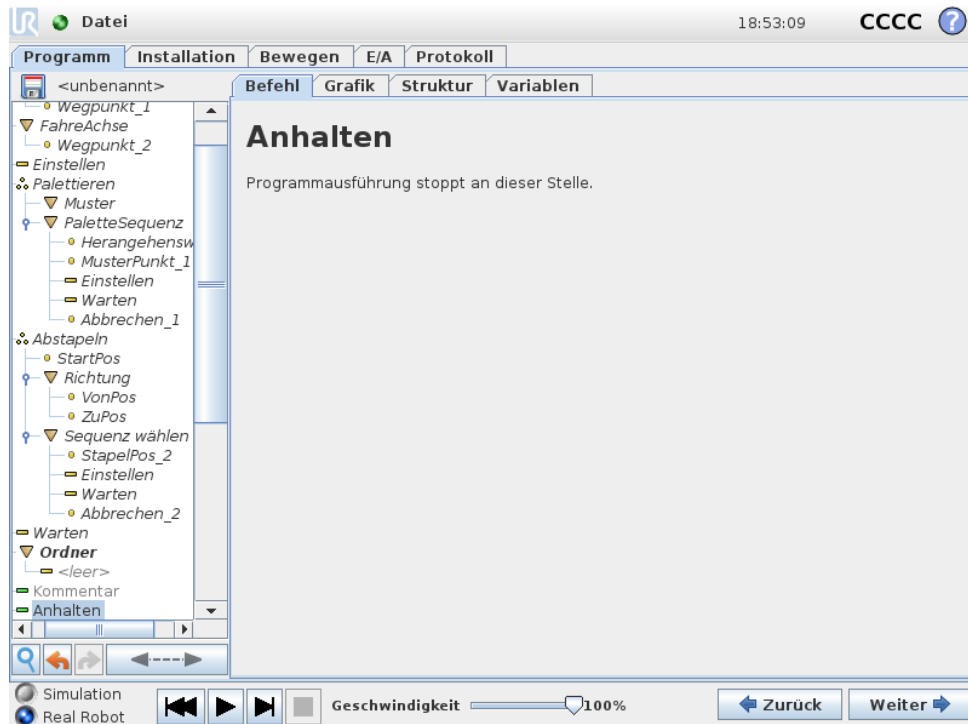 UR Datei 18:53:09 CCCC ?
Programm Installation Bewegen E/A Protokoll
<unbenannt>
Befehl Grafik Struktur Variablen
Wegpunkt_1
FahreAchse
Wegpunkt_2
Einstellen
Palettieren
Muster
PaletteSequenz
Herangehensw
MusterPunkt_1
Einstellen
Warten
Abbrechen_1
Abstapeln
StartPos
Richtung
VonPos
ZuPos
Sequenz wählen
StapelPos_2
Einstellen
Warten
Abbrechen_2
Warten
Ordner
<leer>
Kommentar
Anhalten
Anhalten
Programmausführung stoppt an dieser Stelle.
Simulation
Real Robot
Geschwindigkeit 100%
Zurück Weiter